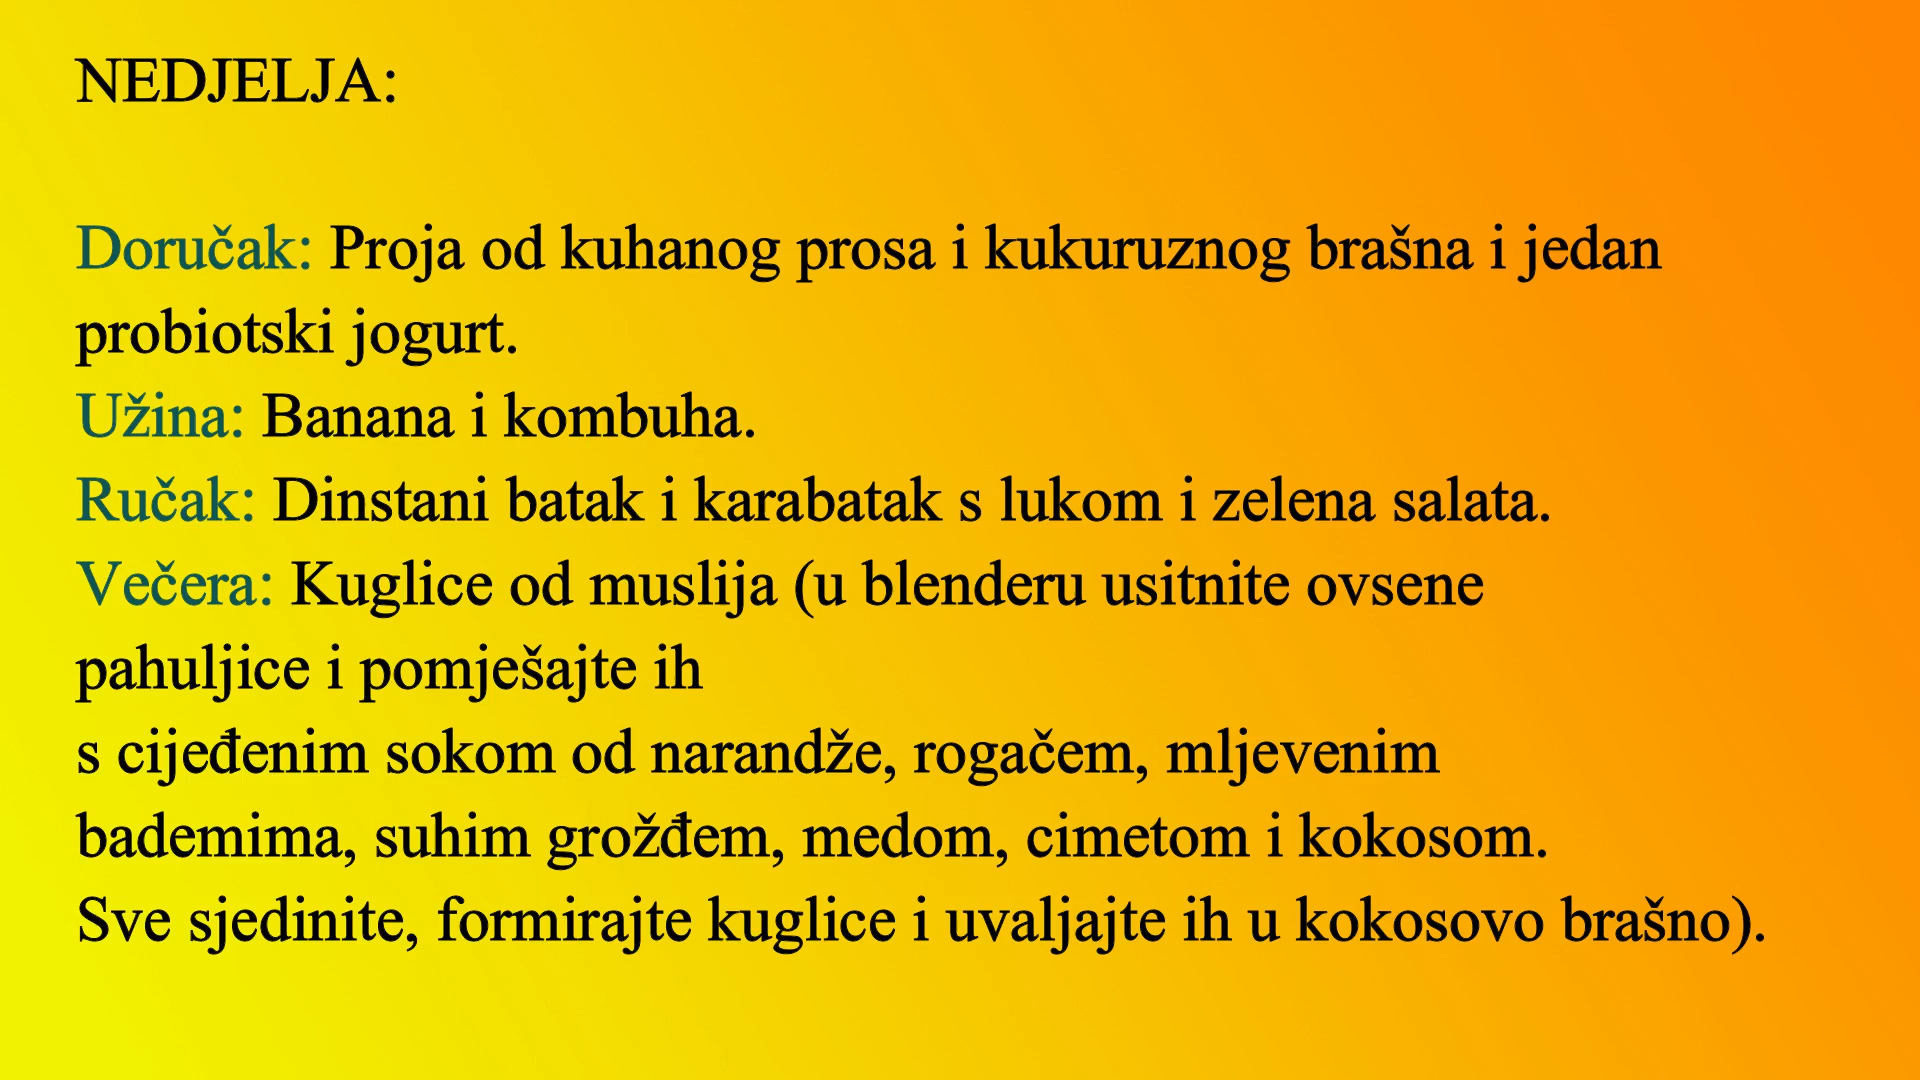 NEDJELJA:
Doručak: Proja od kuhanog prosa i kukuruznog brašna i jedan
probiotski jogurt.
Užina: Banana i kombuha.
Ručak: Dinstani batak i karabatak s lukom i zelena salata.
Večera: Kuglice od muslija (u blenderu usitnite ovsene
pahuljice i pomješajte ih
s cijeđenim sokom od narandže, rogačem, mljevenim
bademima, suhim grožđem, medom, cimetom i kokosom.
Sve sjedinite, formirajte kuglice i uvaljajte ih u kokosovo brašno).